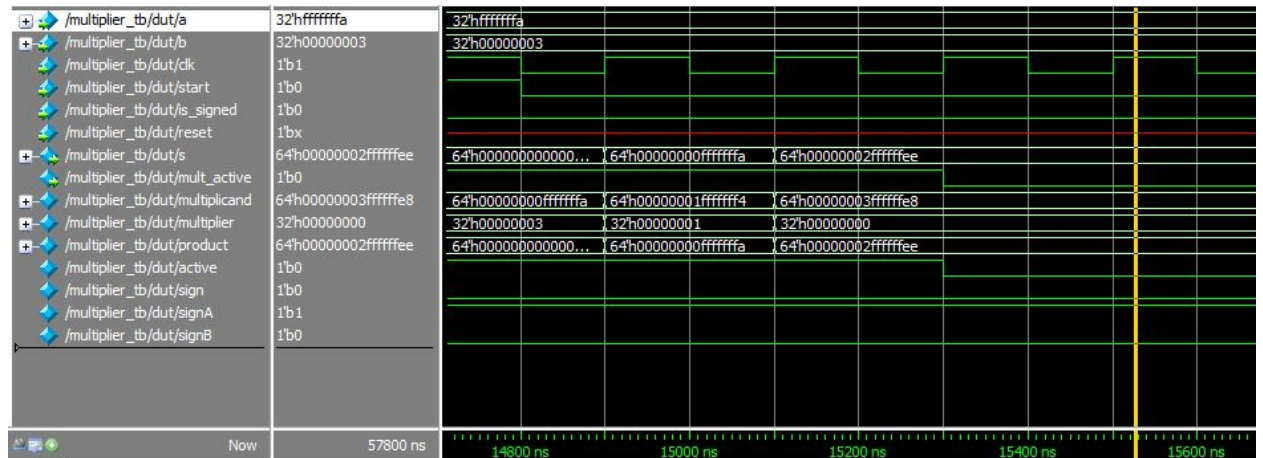 /multiplier_tb/dut/a 32'hfffffffa 32'hfffffffa
/multiplier_tb/dut/b 32'h00000003 32'h00000003
/multiplier_tb/dut/clk 1'b1
/multiplier_tb/dut/start 1'b0
/multiplier_tb/dut/is_signed 1'b0
/multiplier_tb/dut/reset 1'bx
/multiplier_tb/dut/s 64'h00000002ffffffee 64'h000000000000... 64'h00000000fffffffa 64'h00000002ffffffee
/multiplier_tb/dut/mult_active 1'b0
/multiplier_tb/dut/multiplicand 64'h00000003ffffffe8 64'h00000000fffffffa 64'h00000001fffffff4 64'h00000003ffffffe8
/multiplier_tb/dut/multiplier 32'h00000000 32'h00000003 32'h00000001 32'h00000000
/multiplier_tb/dut/product 64'h00000002ffffffee 64'h000000000000... 64'h00000000fffffffa 64'h00000002ffffffee
/multiplier_tb/dut/active 1'b0
/multiplier_tb/dut/sign 1'b0
/multiplier_tb/dut/signA 1'b1
/multiplier_tb/dut/signB 1'b0
Now 57800 ns 14800 ns 15000 ns 15200 ns 15400 ns 15600 ns